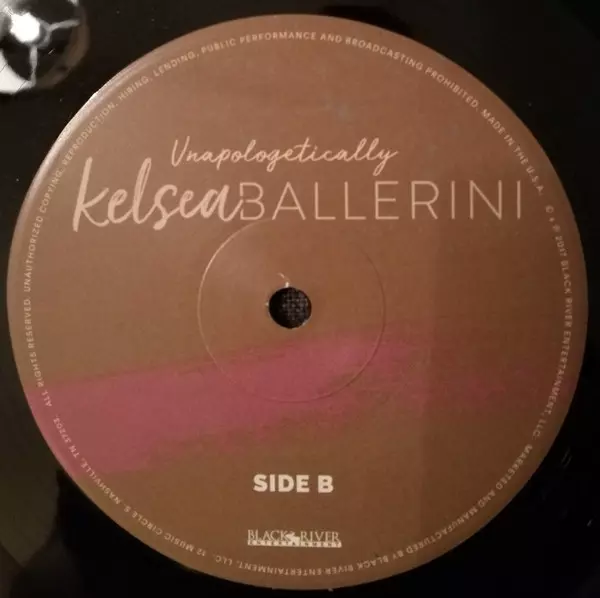 Unapologetically
kelsea BALLERINI
SIDE B
BLACK RIVER
ENTERTAINMENT
ALL RIGHTS RESERVED. UNAUTHORIZED COPYING, REPRODUCTION, HIRING, LENDING, PUBLIC PERFORMANCE AND BROADCASTING PROHIBITED. MADE IN THE U.S.A. © ℗ 2017 BLACK RIVER ENTERTAINMENT, LLC. MARKETED AND MANUFACTURED BY BLACK RIVER ENTERTAINMENT, LLC. 12 MUSIC CIRCLE S, NASHVILLE, TN 37203.